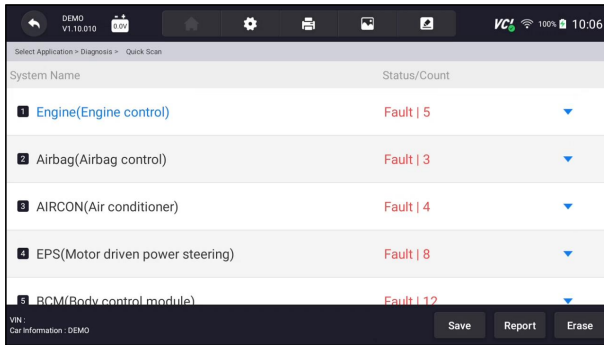 DEMO
V1.10.010
0.0V
VCI
100%
10:06
Select Application > Diagnosis > Quick Scan
System Name Status/Count
1 Engine(Engine control) Fault | 5
2 Airbag(Airbag control) Fault | 3
3 AIRCON(Air conditioner) Fault | 4
4 EPS(Motor driven power steering) Fault | 8
5 BCM(Body control module) Fault | 12
VIN :
Car Information : DEMO
Save Report Erase